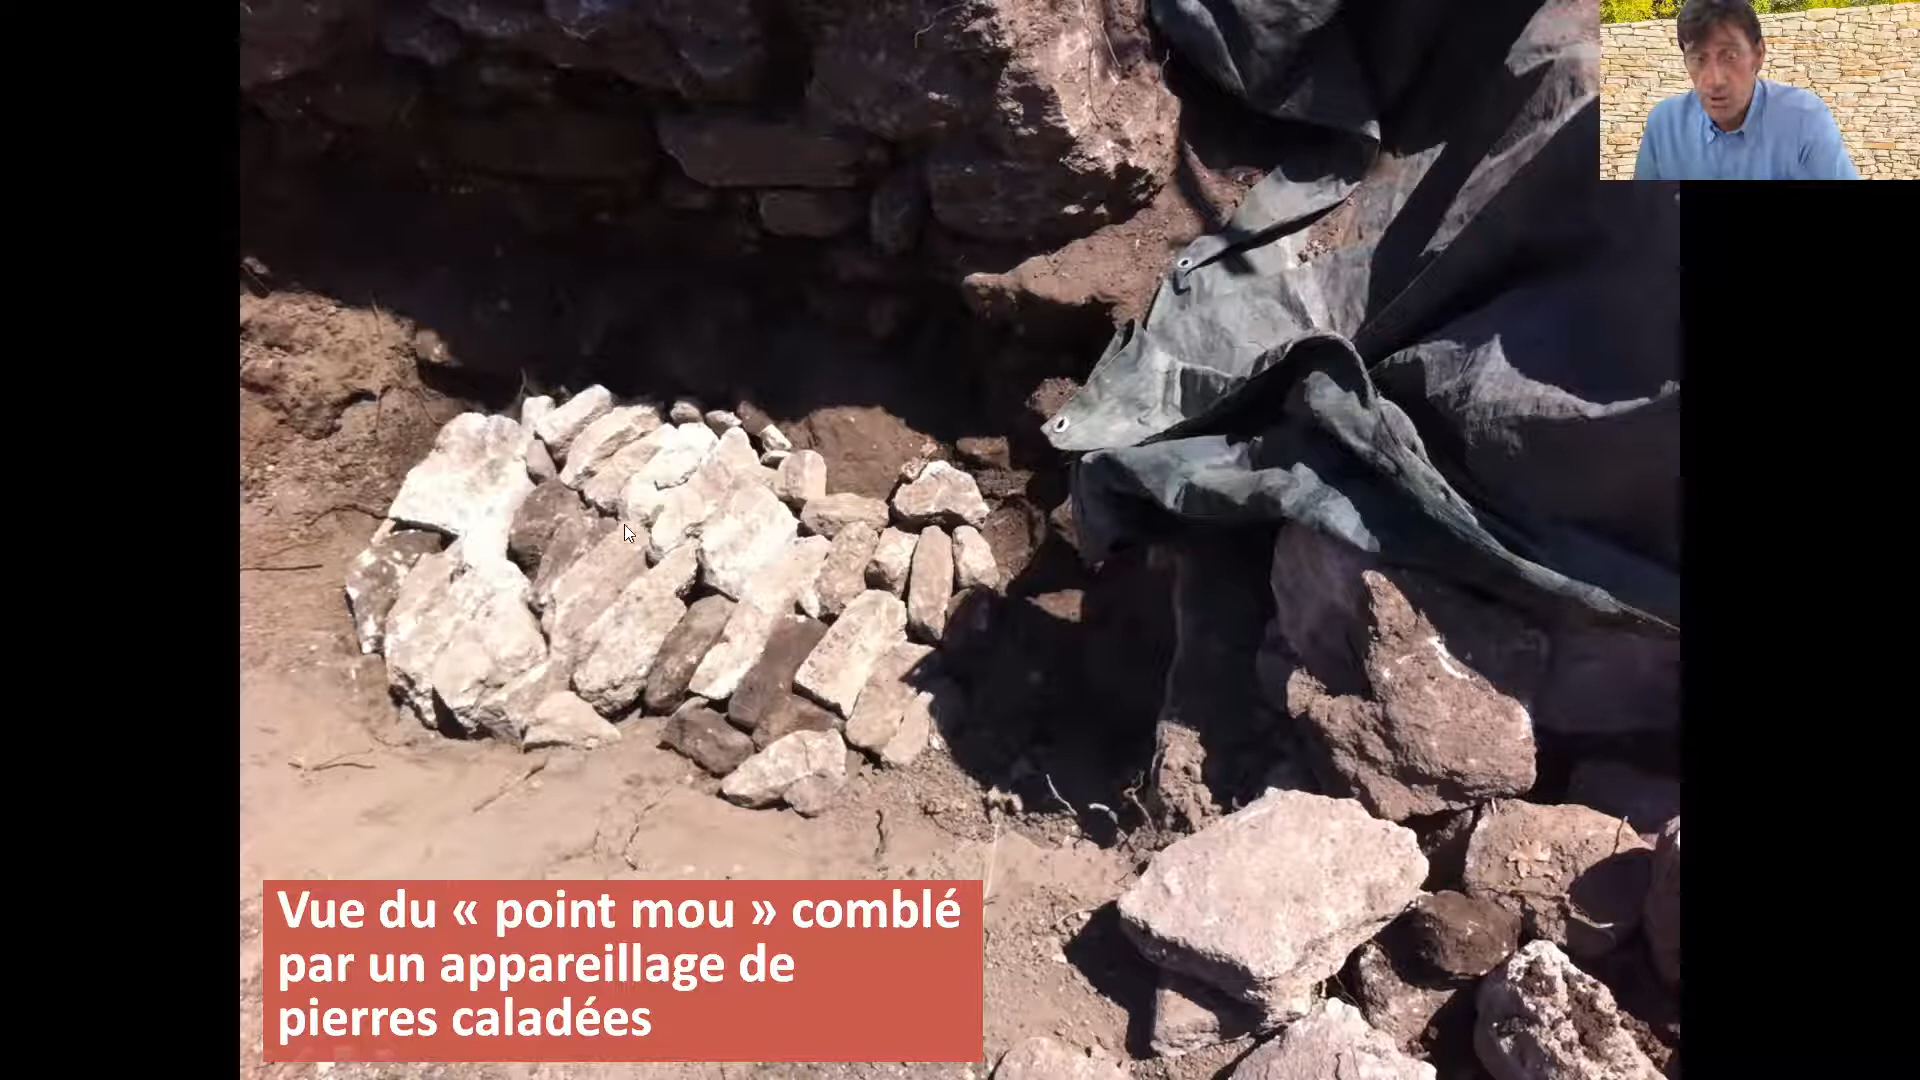 Vue du « point mou » comblé
par un appareillage de
pierres caladées